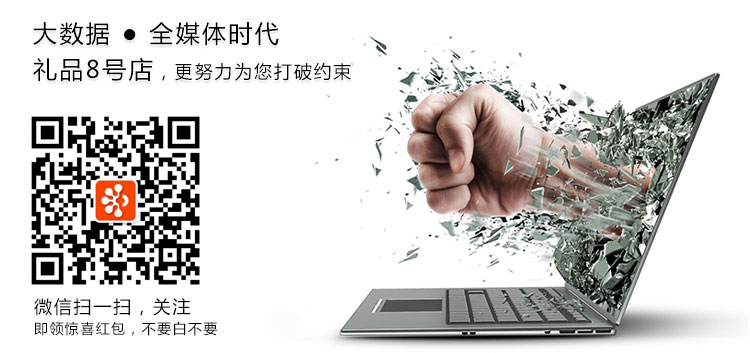 大数据 ● 全媒体时代
礼品8号店，更努力为您打破约束
微信扫一扫，关注
即领惊喜红包，不要白不要